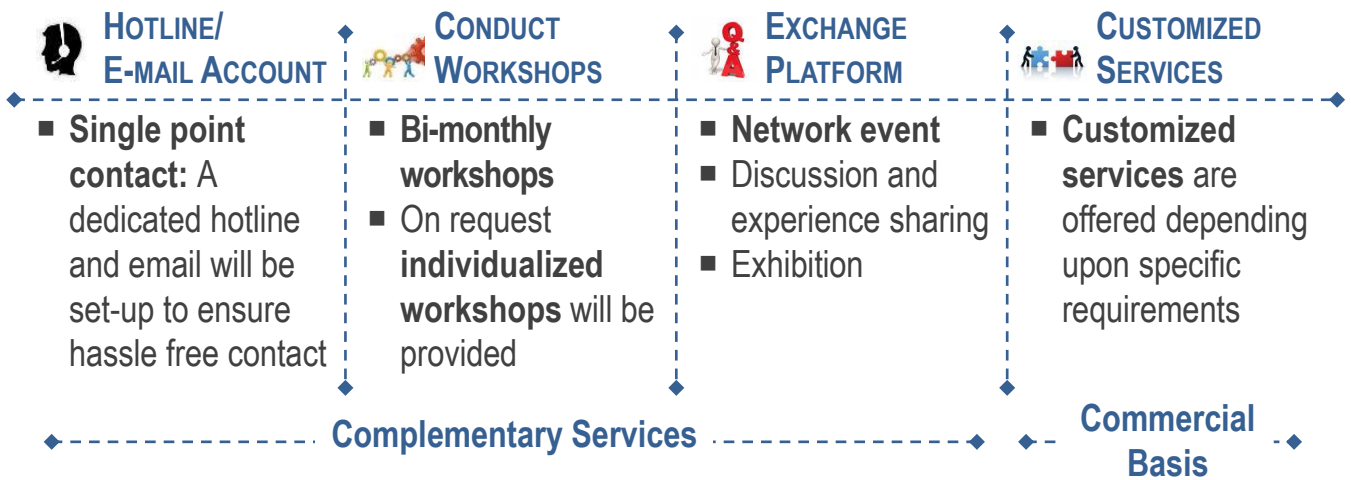 HOTLINE/
E-MAIL ACCOUNT
■ Single point
contact: A
dedicated hotline
and email will be
set-up to ensure
hassle free contact
CONDUCT
WORKSHOPS
■ Bi-monthly
workshops
■ On request
individualized
workshops will be
provided
Q&A
EXCHANGE
PLATFORM
■ Network event
■ Discussion and
experience sharing
■ Exhibition
CUSTOMIZED
SERVICES
■ Customized
services are
offered depending
upon specific
requirements
Complementary Services
Commercial
Basis